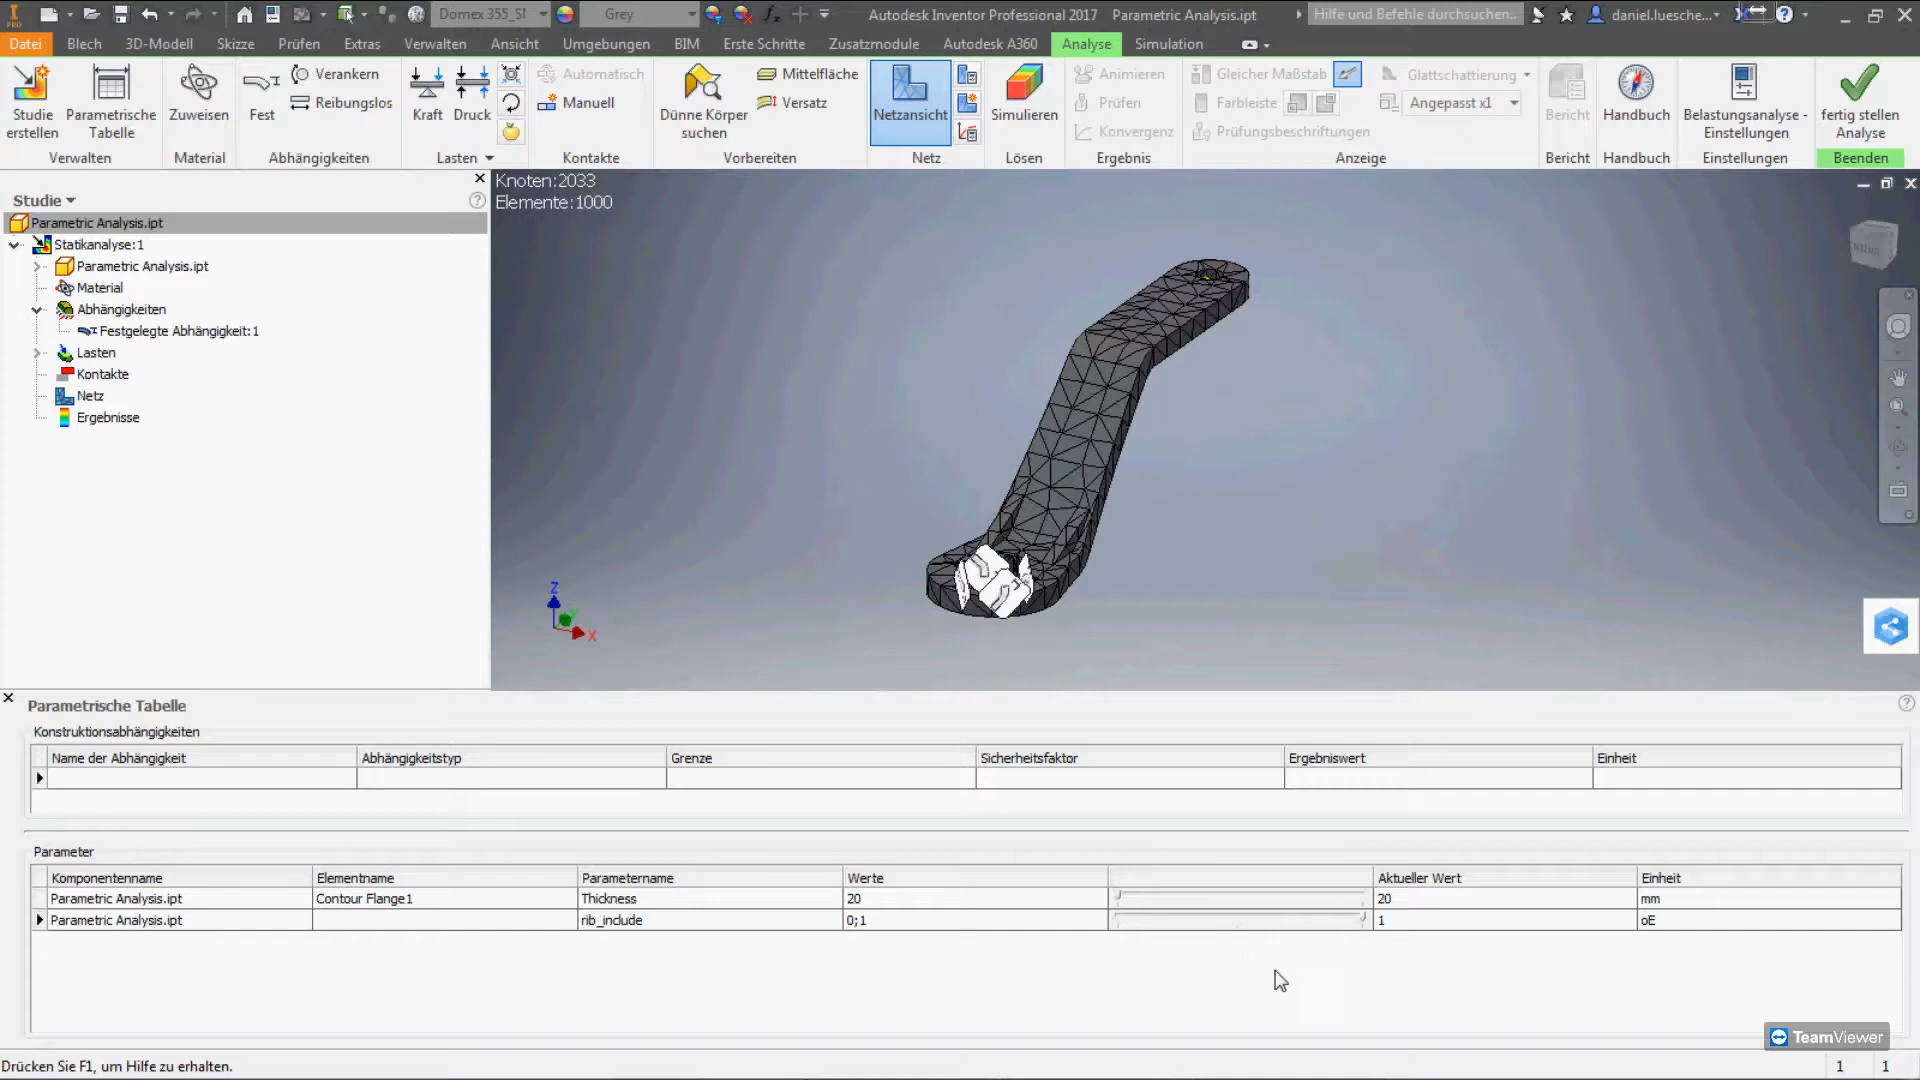 Domex 355_SI
Grey
Autodesk Inventor Professional 2017 Parametric Analysis.ipt
Hilfe und Befehle durchsuchen...
daniel.luesche...
PRO
Datei Blech 3D-Modell Skizze Prüfen Extras Verwalten Ansicht Umgebungen BIM Erste Schritte Zusatzmodule Autodesk A360 Analyse Simulation
Studie erstellen
Parametrische Tabelle
Verwalten
Zuweisen
Material
Fest
Verankern
Reibungslos
Abhängigkeiten
Kraft
Druck
Lasten
Automatisch
Manuell
Kontakte
Dünne Körper suchen
Mittelfläche
Versatz
Vorbereiten
Netzansicht
Netz
Simulieren
Lösen
Animieren
Prüfen
Konvergenz
Ergebnis
Gleicher Maßstab
Farbleiste
Prüfungsbeschriftungen
Glattschattierung
Angepasst x1
Anzeige
Bericht
Bericht
Handbuch
Handbuch
Belastungsanalyse - Einstellungen
Einstellungen
fertig stellen Analyse
Beenden
Studie
Parametric Analysis.ipt
Statikanalyse:1
Parametric Analysis.ipt
Material
Abhängigkeiten
Festgelegte Abhängigkeit:1
Lasten
Kontakte
Netz
Ergebnisse
Knoten:2033
Elemente:1000
Z
Y
X
Parametrische Tabelle
Konstruktionsabhängigkeiten
Name der Abhängigkeit Abhängigkeitstyp Grenze Sicherheitsfaktor Ergebniswert Einheit
Parameter
Komponentenname Elementname Parametername Werte Aktueller Wert Einheit
Parametric Analysis.ipt Contour Flange1 Thickness 20 20 mm
Parametric Analysis.ipt rib_include 0;1 1 oE
TeamViewer
Drücken Sie F1, um Hilfe zu erhalten.
1 1